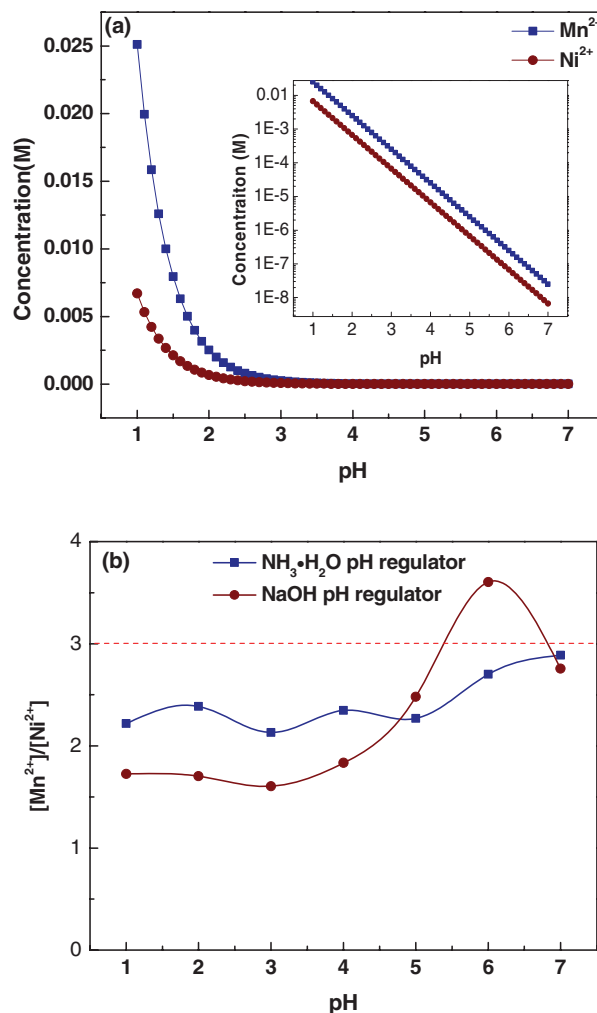 (a)
Mn²⁺
Ni²⁺
0.025
0.020
0.015
0.010
0.005
0.000
Concentration(M)
1 2 3 4 5 6 7
pH
0.01
1E-3
1E-4
1E-5
1E-6
1E-7
1E-8
Concentraiton (M)
1 2 3 4 5 6 7
pH
(b)
NH₃•H₂O pH regulator
NaOH pH regulator
4
3
2
1
0
[Mn²⁺]/[Ni²⁺]
1 2 3 4 5 6 7
pH